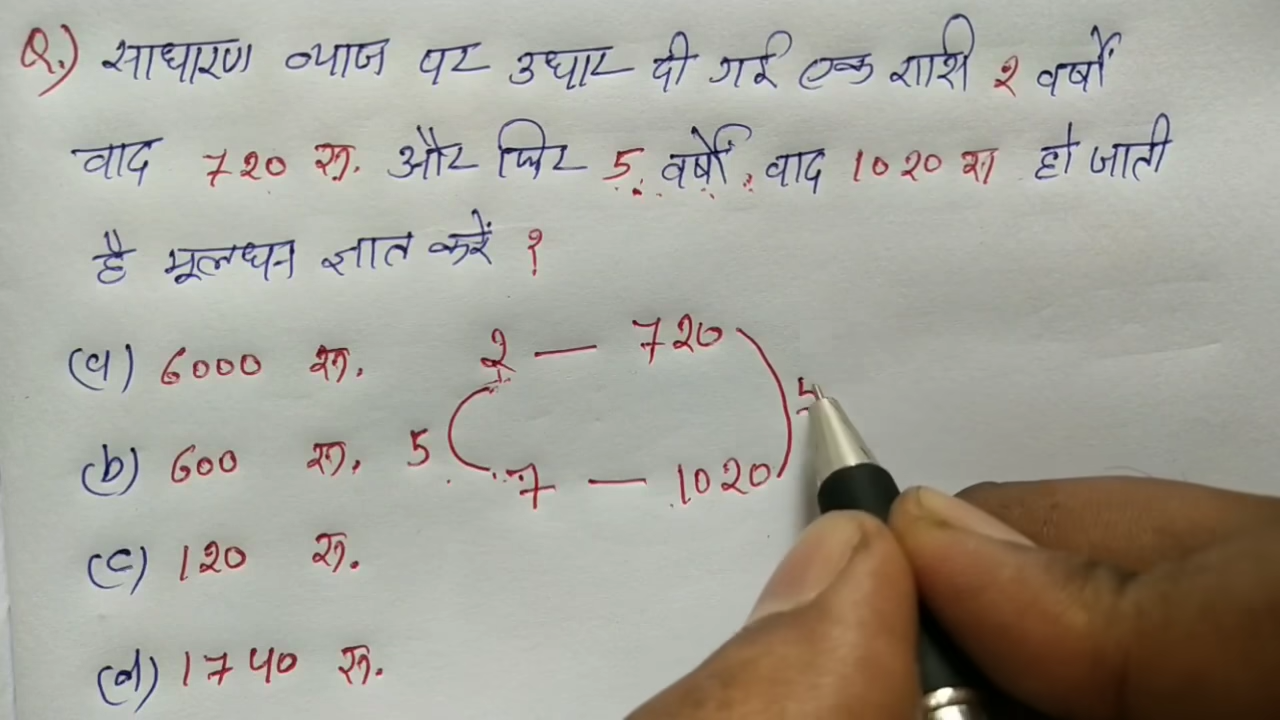 Q.) साधारण व्याज पर उधार दी गई एक राशि 2 वर्षों
वाद 720 रु. और फिर 5 वर्षों वाद 1020 रु हो जाती
है मूलधन ज्ञात करें ?
(a) 6000 रु.
(b) 600 रु.
(c) 120 रु.
(d) 1740 रु.
2 — 720
5
7 — 1020